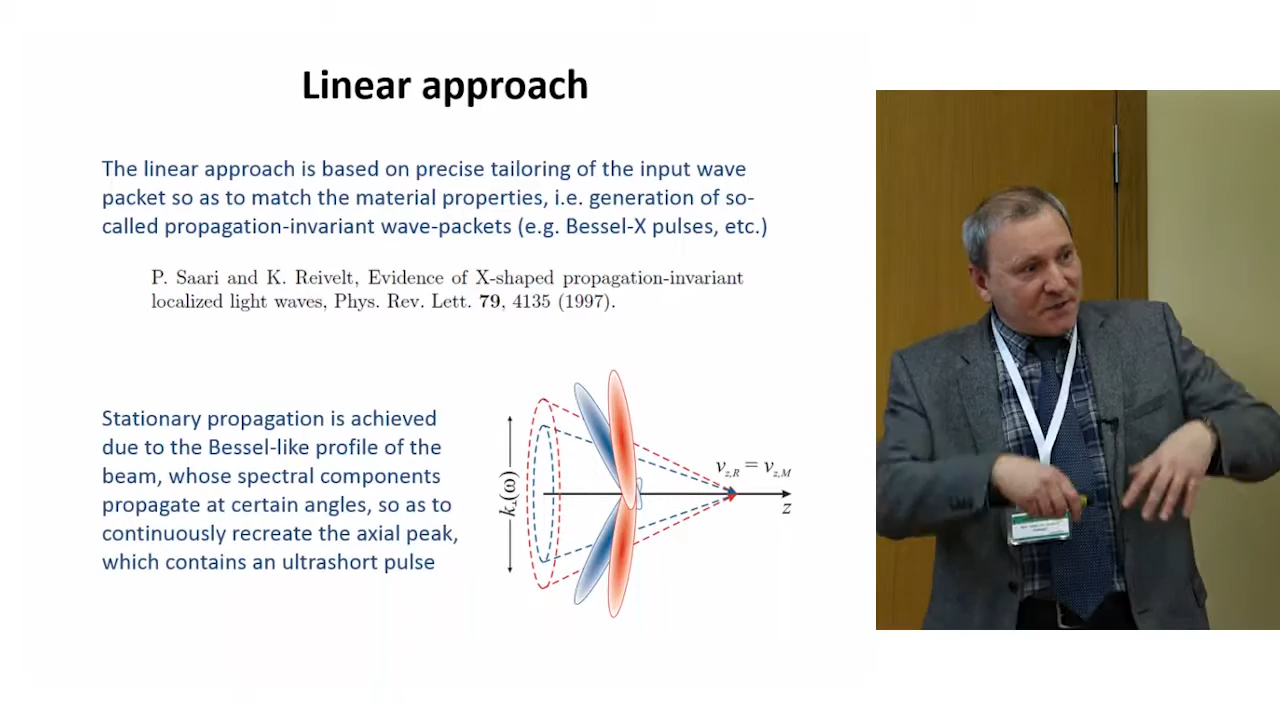 Linear approach
The linear approach is based on precise tailoring of the input wave
packet so as to match the material properties, i.e. generation of so-
called propagation-invariant wave-packets (e.g. Bessel-X pulses, etc.)
P. Saari and K. Reivelt, Evidence of X-shaped propagation-invariant
localized light waves, Phys. Rev. Lett. 79, 4135 (1997).
Stationary propagation is achieved
due to the Bessel-like profile of the
beam, whose spectral components
propagate at certain angles, so as to
continuously recreate the axial peak,
which contains an ultrashort pulse
k⊥(ω)
v_{z,R} = v_{z,M}
z